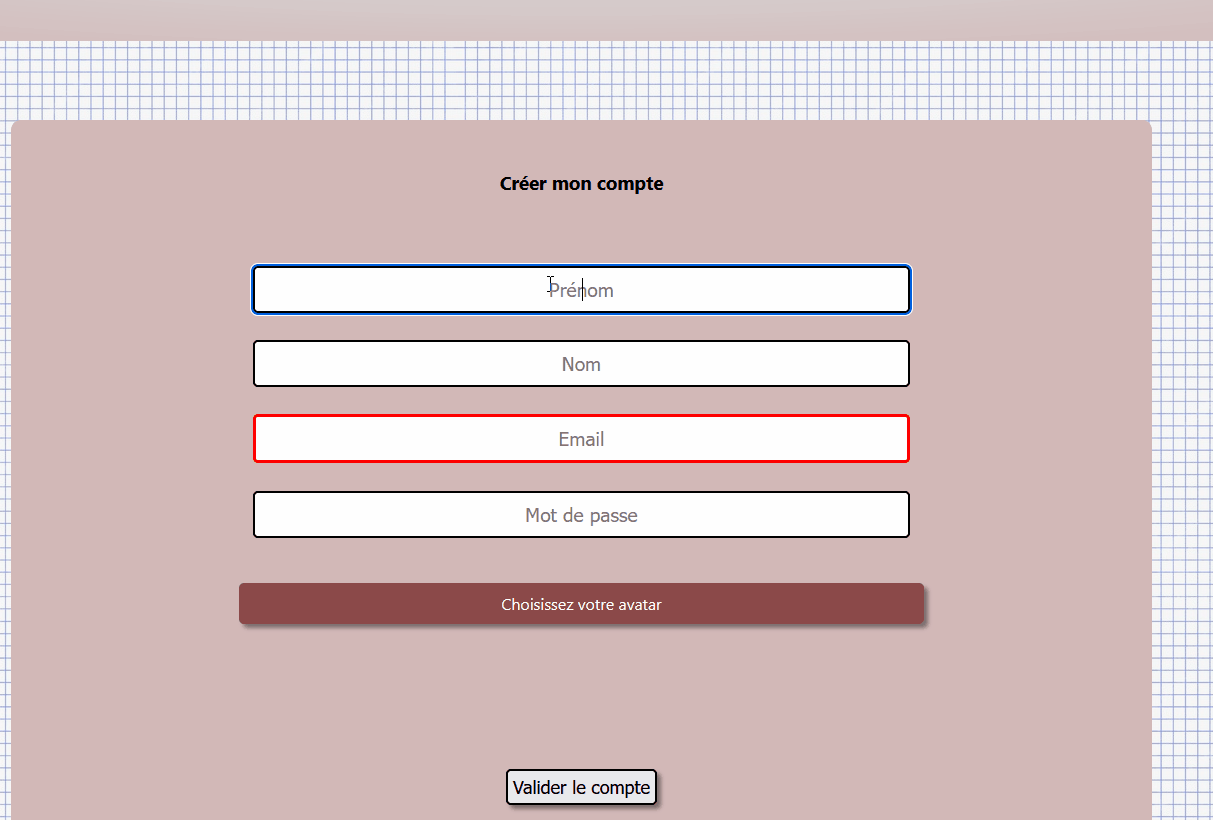 Créer mon compte
Prénom
Nom
Email
Mot de passe
Choisissez votre avatar
Valider le compte